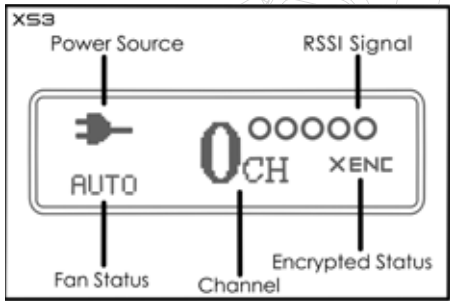 XS3
Power Source
RSSI Signal
0CH
AUTO
XENC
Fan Status
Channel
Encrypted Status